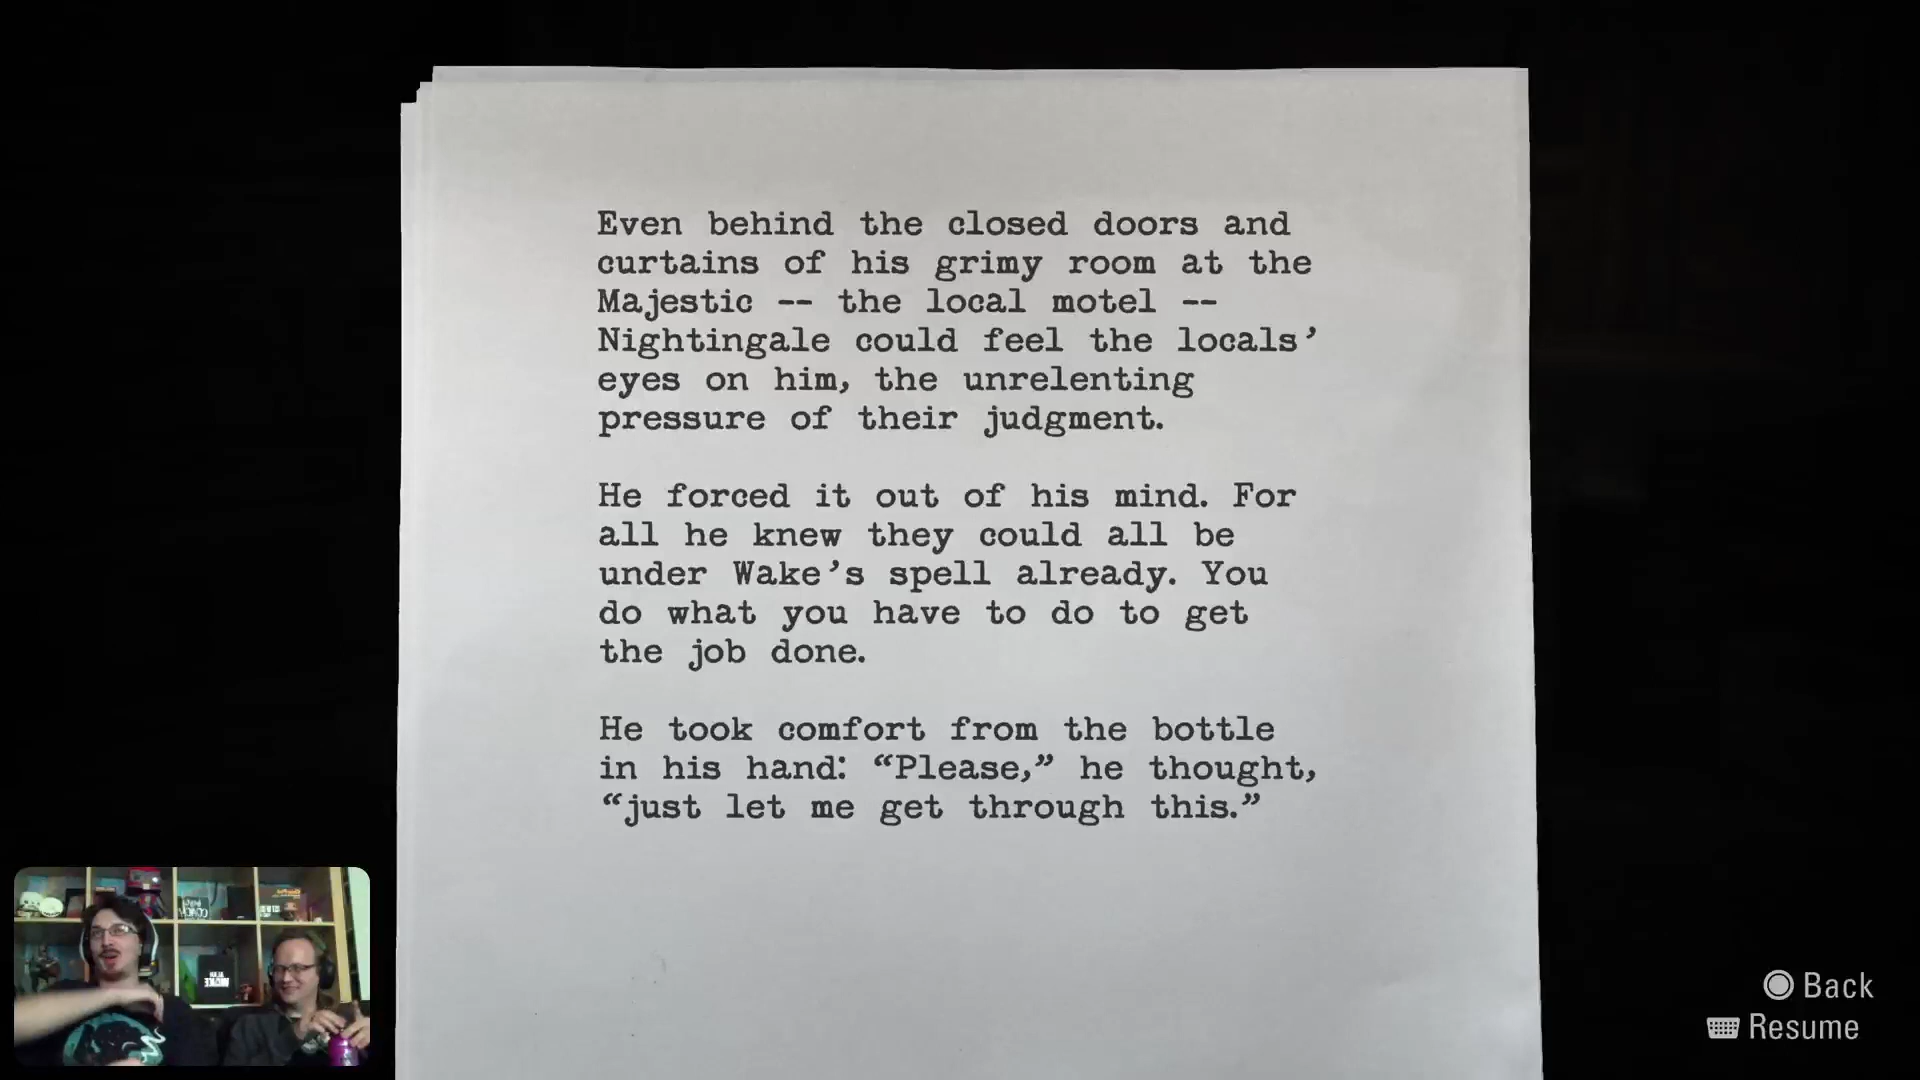 Even behind the closed doors and
curtains of his grimy room at the
Majestic -- the local motel --
Nightingale could feel the locals’
eyes on him, the unrelenting
pressure of their judgment.
He forced it out of his mind. For
all he knew they could all be
under Wake’s spell already. You
do what you have to do to get
the job done.
He took comfort from the bottle
in his hand: “Please,” he thought,
“just let me get through this.”
Back
Resume